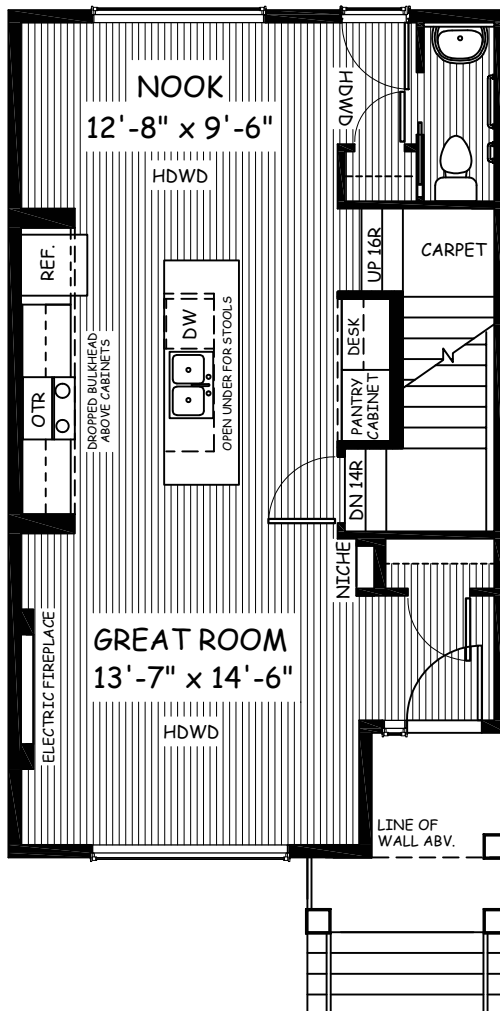 NOOK
12'-8" x 9'-6"
HDWD
HDWD
REF.
UP 16R
CARPET
DW
OPEN UNDER FOR STOOLS
DESK
PANTRY
CABINET
OTR
DROPPED BULKHEAD
ABOVE CABINETS
N
DN 14R
NICHE
GREAT ROOM
13'-7" x 14'-6"
HDWD
ELECTRIC FIREPLACE
LINE OF
WALL ABV.